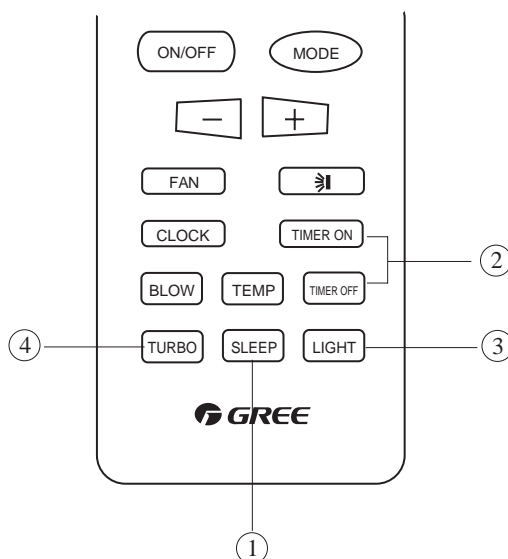 ON/OFF MODE
− +
FAN
CLOCK TIMER ON
②
BLOW TEMP TIMER OFF
④ TURBO SLEEP LIGHT ③
GREE
①